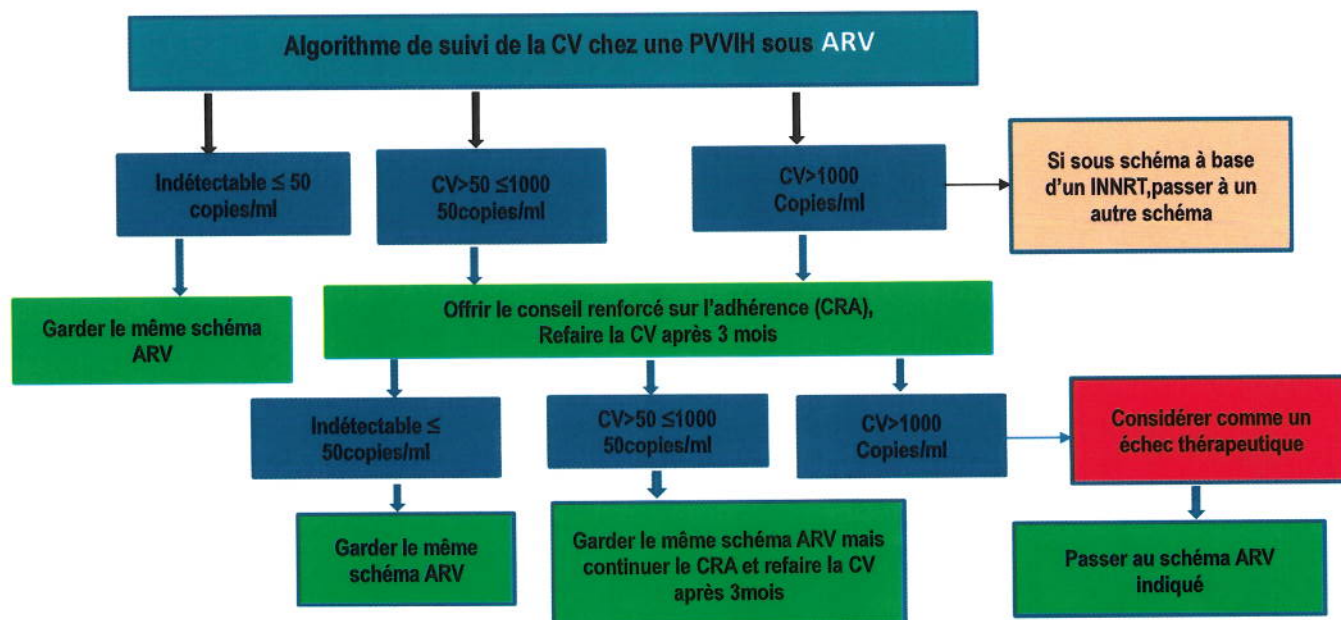 Algorithme de suivi de la CV chez une PVVIH sous ARV
Indétectable ≤ 50
copies/ml
CV>50 ≤1000
50copies/ml
CV>1000
Copies/ml
Si sous schéma à base
d'un INNRT,passer à un
autre schéma
Garder le même schéma
ARV
Offrir le conseil renforcé sur l'adhérence (CRA),
Refaire la CV après 3 mois
Indétectable ≤
50copies/ml
CV>50 ≤1000
50copies/ml
CV>1000
Copies/ml
Considérer comme un
échec thérapeutique
Garder le même
schéma ARV
Garder le même schéma ARV mais
continuer le CRA et refaire la CV
après 3mois
Passer au schéma ARV
indiqué